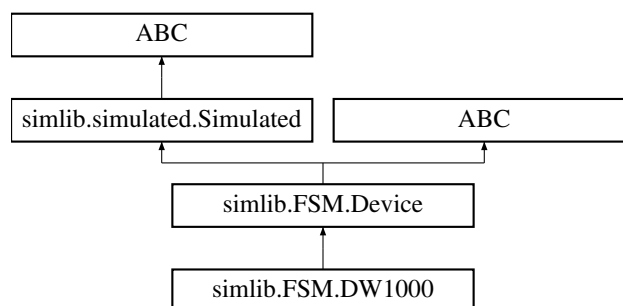 ABC
simlib.simulated.Simulated
ABC
simlib.FSM.Device
simlib.FSM.DW1000